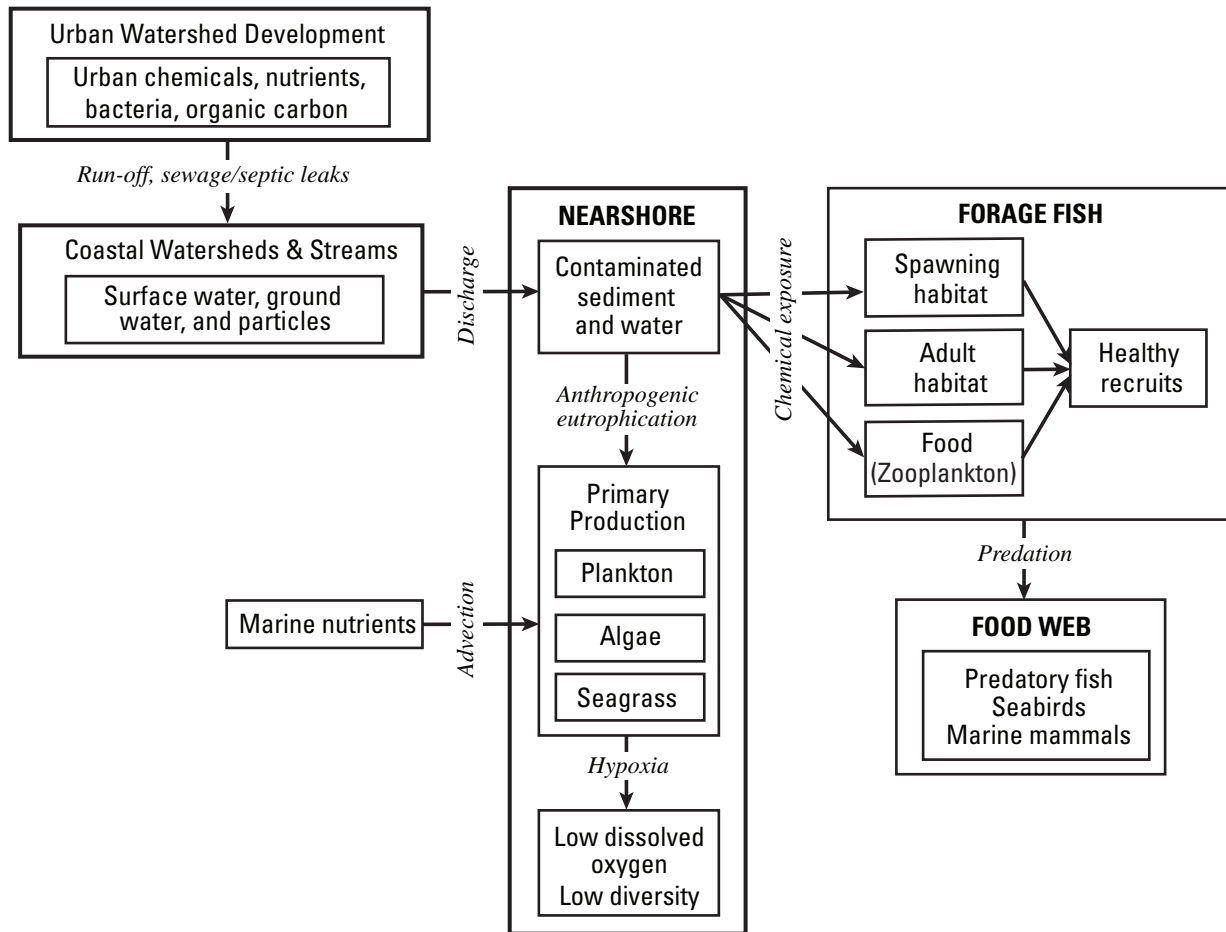 Urban Watershed Development
Urban chemicals, nutrients,
bacteria, organic carbon
Run-off, sewage/septic leaks
Coastal Watersheds & Streams
Surface water, ground
water, and particles
Discharge
NEARSHORE
Contaminated
sediment
and water
Anthropogenic
eutrophication
Primary
Production
Plankton
Algae
Seagrass
Marine nutrients
Advection
Hypoxia
Low dissolved
oxygen
Low diversity
Chemical exposure
FORAGE FISH
Spawning
habitat
Adult
habitat
Food
(Zooplankton)
Healthy
recruits
Predation
FOOD WEB
Predatory fish
Seabirds
Marine mammals